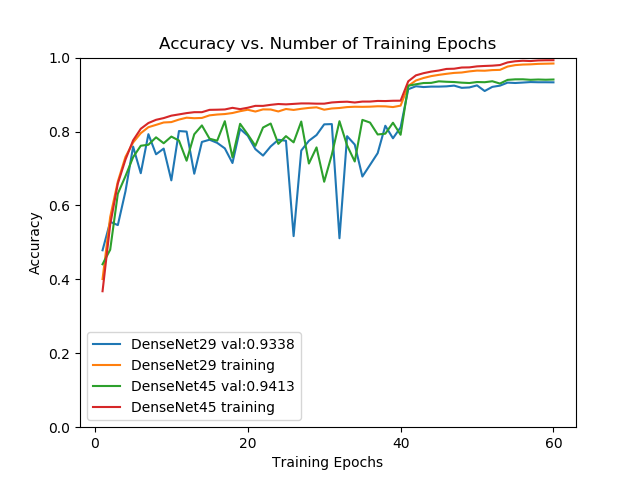 Accuracy vs. Number of Training Epochs
1.0
0.8
0.6
0.4
0.2
0.0
Accuracy
DenseNet29 val:0.9338
DenseNet29 training
DenseNet45 val:0.9413
DenseNet45 training
0 20 40 60
Training Epochs